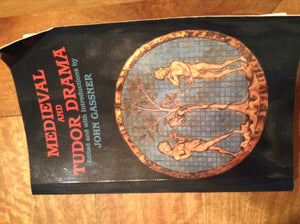 MEDIEVAL
AND
TUDOR DRAMA
Edited and with Introductions by
JOHN GASSNER